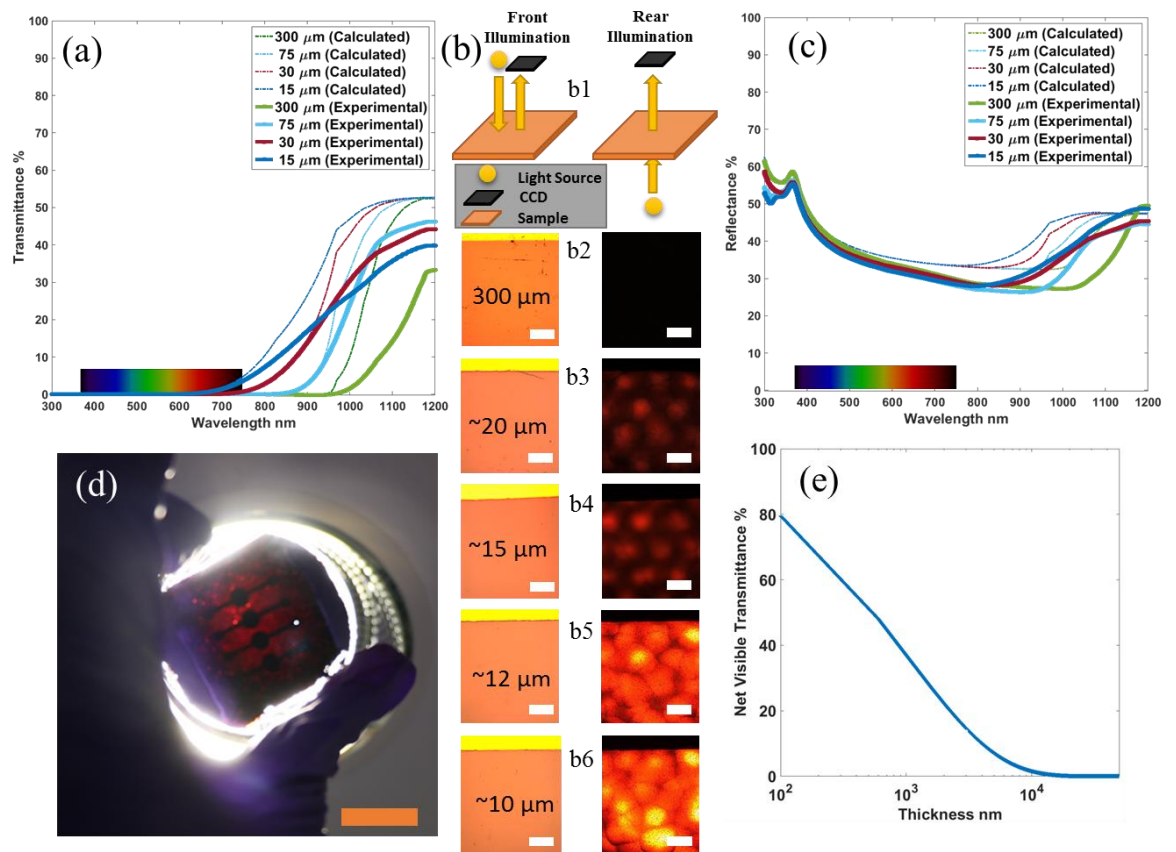 (a)
Transmittance %
100
90
80
70
60
50
40
30
20
10
0
300 400 500 600 700 800 900 1000 1100 1200
Wavelength nm
300 μm (Calculated)
75 μm (Calculated)
30 μm (Calculated)
15 μm (Calculated)
300 μm (Experimental)
75 μm (Experimental)
30 μm (Experimental)
15 μm (Experimental)
(b)
Front
Illumination
Rear
Illumination
b1
Light Source
CCD
Sample
b2
300 μm
b3
~20 μm
b4
~15 μm
b5
~12 μm
b6
~10 μm
(c)
Reflectance %
100
90
80
70
60
50
40
30
20
10
0
300 400 500 600 700 800 900 1000 1100 1200
Wavelength nm
300 μm (Calculated)
75 μm (Calculated)
30 μm (Calculated)
15 μm (Calculated)
300 μm (Experimental)
75 μm (Experimental)
30 μm (Experimental)
15 μm (Experimental)
(d)
(e)
Net Visible Transmittance %
100
80
60
40
20
0
10² 10³ 10⁴
Thickness nm